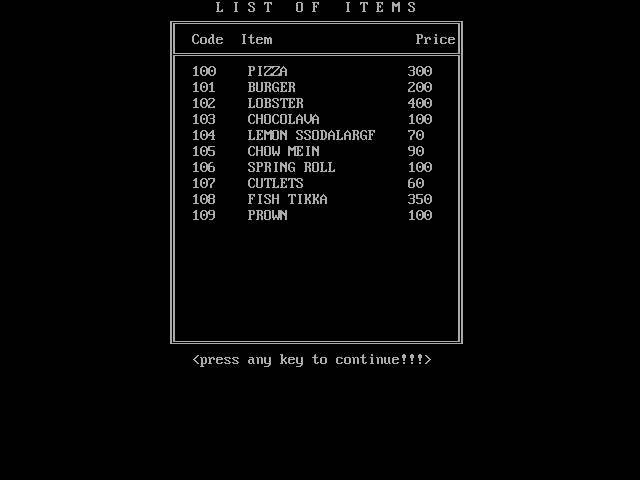 L I S T   O F   I T E M S
Code Item Price
100 PIZZA 300
101 BURGER 200
102 LOBSTER 400
103 CHOCOLAVA 100
104 LEMON SSODALARGF 70
105 CHOW MEIN 90
106 SPRING ROLL 100
107 CUTLETS 60
108 FISH TIKKA 350
109 PROWN 100
<press any key to continue!!!>